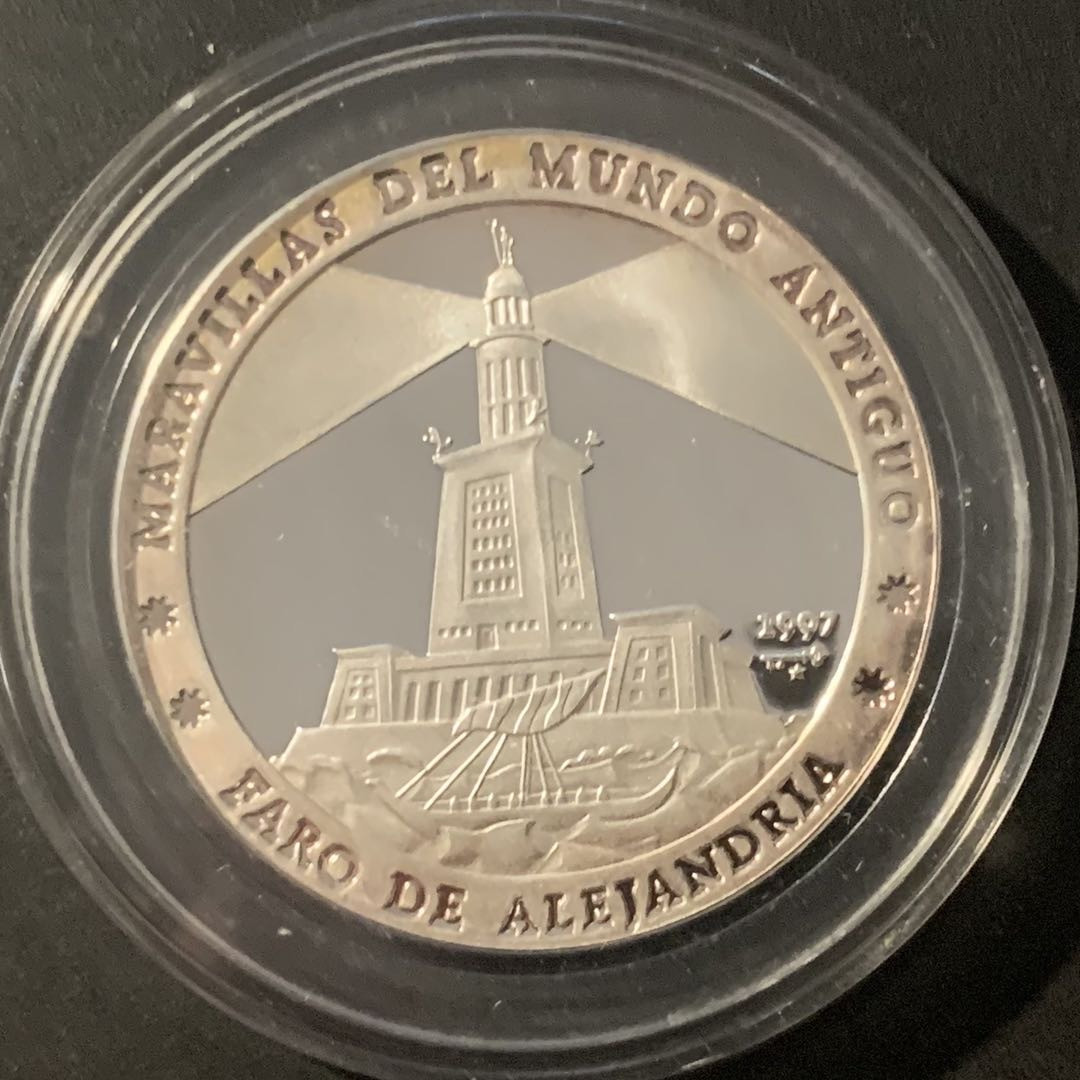 MARAVILLAS DEL MUNDO ANTIGUO
1997
FARO DE ALEJANDRIA